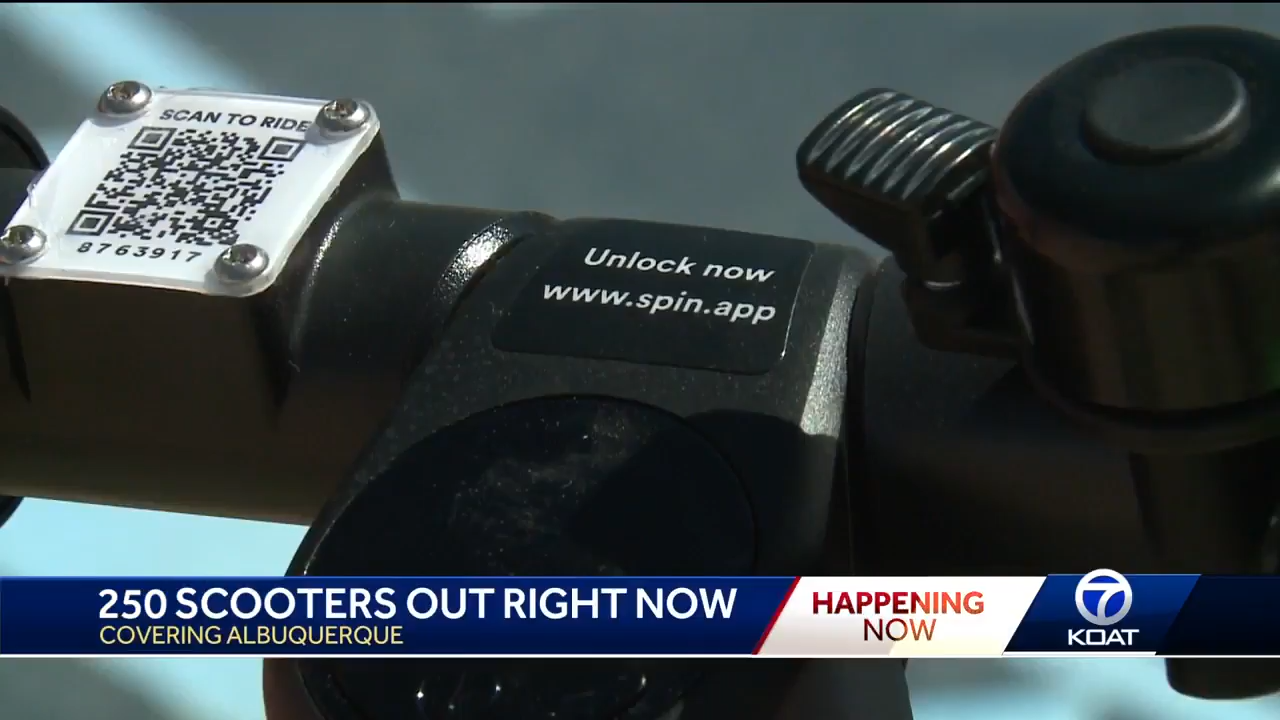 SCAN TO RIDE
8763917
Unlock now
www.spin.app
250 SCOOTERS OUT RIGHT NOW
COVERING ALBUQUERQUE
HAPPENING
NOW
7
KOAT